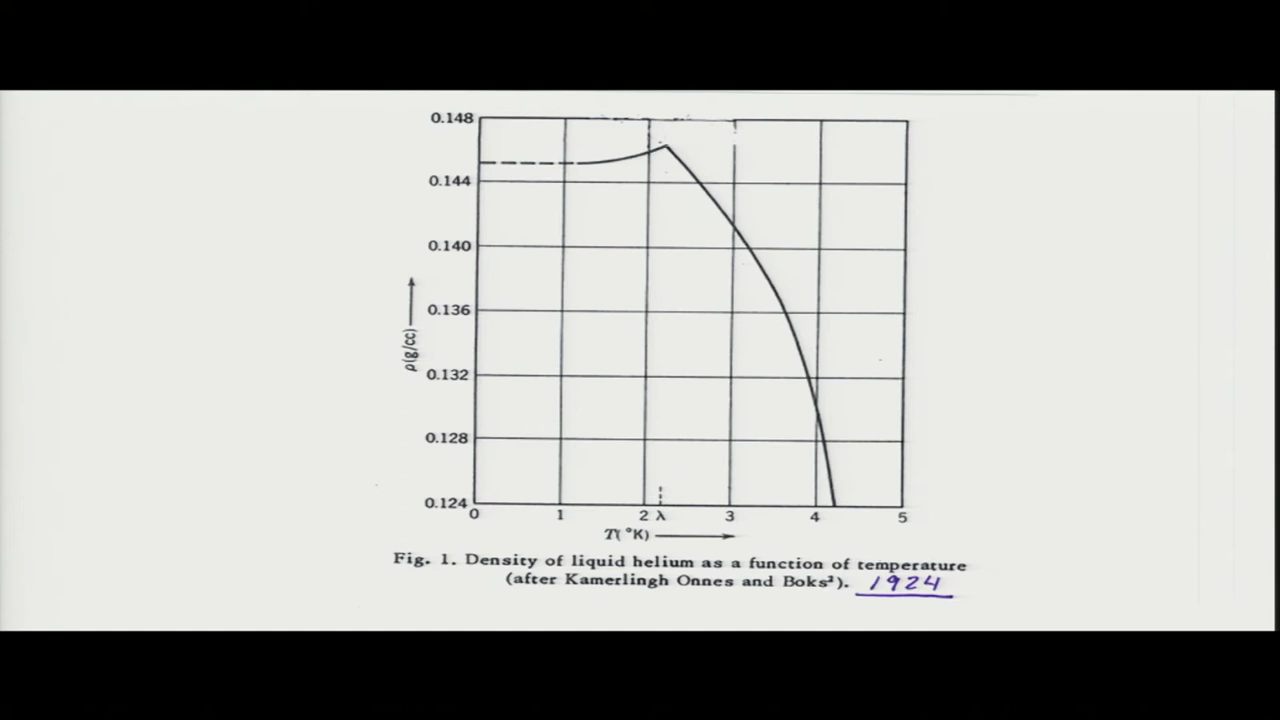 0.148
0.144
0.140
0.136
0.132
0.128
0.124
ρ(g/cc)
0 1 2 λ 3 4 5
T(°K)
Fig. 1. Density of liquid helium as a function of temperature
(after Kamerlingh Onnes and Boks²). 1924